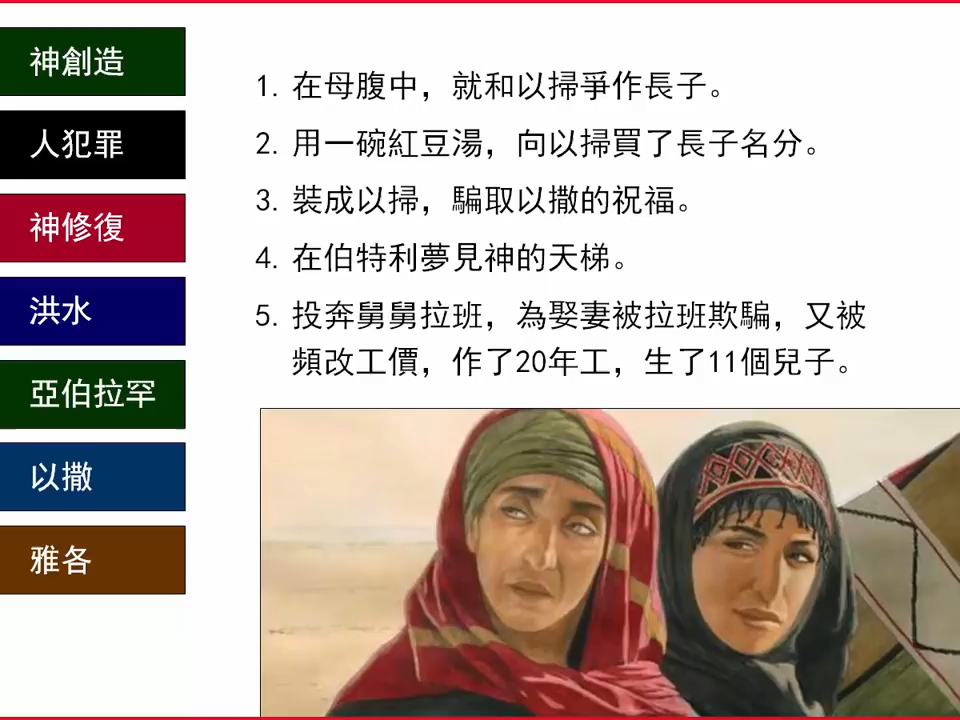 神創造
人犯罪
神修復
洪水
亞伯拉罕
以撒
雅各
1. 在母腹中，就和以掃爭作長子。
2. 用一碗紅豆湯，向以掃買了長子名分。
3. 裝成以掃，騙取以撒的祝福。
4. 在伯特利夢見神的天梯。
5. 投奔舅舅拉班，為娶妻被拉班欺騙，又被
頻改工價，作了20年工，生了11個兒子。